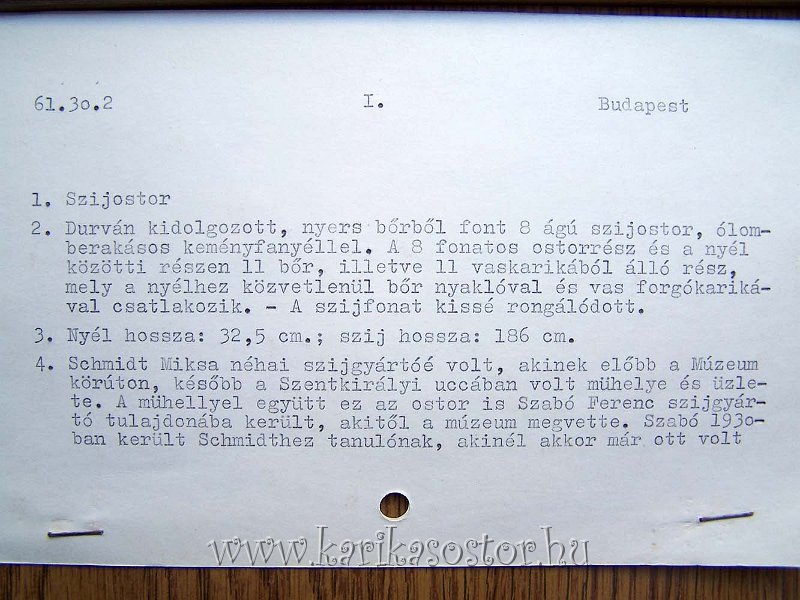 61.3o.2 I. Budapest
1. Szijostor
2. Durván kidolgozott, nyers bőrből font 8 ágú szijostor, ólom-
berakásos keményfanyéllel. A 8 fonatos ostorrész és a nyél
közötti részen 11 bőr, illetve 11 vaskarikából álló rész,
mely a nyélhez közvetlenül bőr nyaklóval és vas forgókariká-
val csatlakozik. - A szijfonat kissé rongálódott.
3. Nyél hossza: 32,5 cm.; szij hossza: 186 cm.
4. Schmidt Miksa néhai szijgyártóé volt, akinek előbb a Múzeum
körúton, később a Szentkirályi uccában volt mühelye és üzle-
te. A mühellyel együtt ez az ostor is Szabó Ferenc szijgyár-
tó tulajdonába került, akitől a múzeum megvette. Szabó 193o-
ban került Schmidthez tanulónak, akinél akkor már ott volt
www.karikasostor.hu